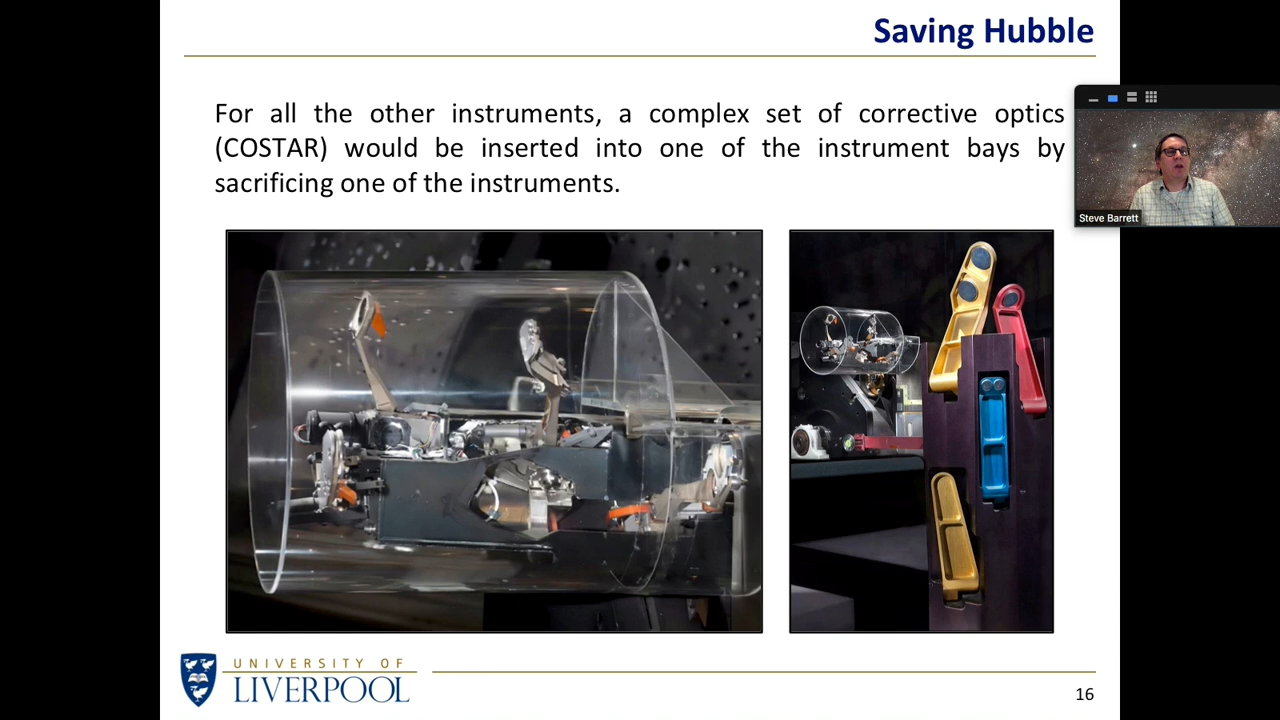 Saving Hubble
For all the other instruments, a complex set of corrective optics
(COSTAR) would be inserted into one of the instrument bays by
sacrificing one of the instruments.
Steve Barrett
UNIVERSITY OF
LIVERPOOL
16